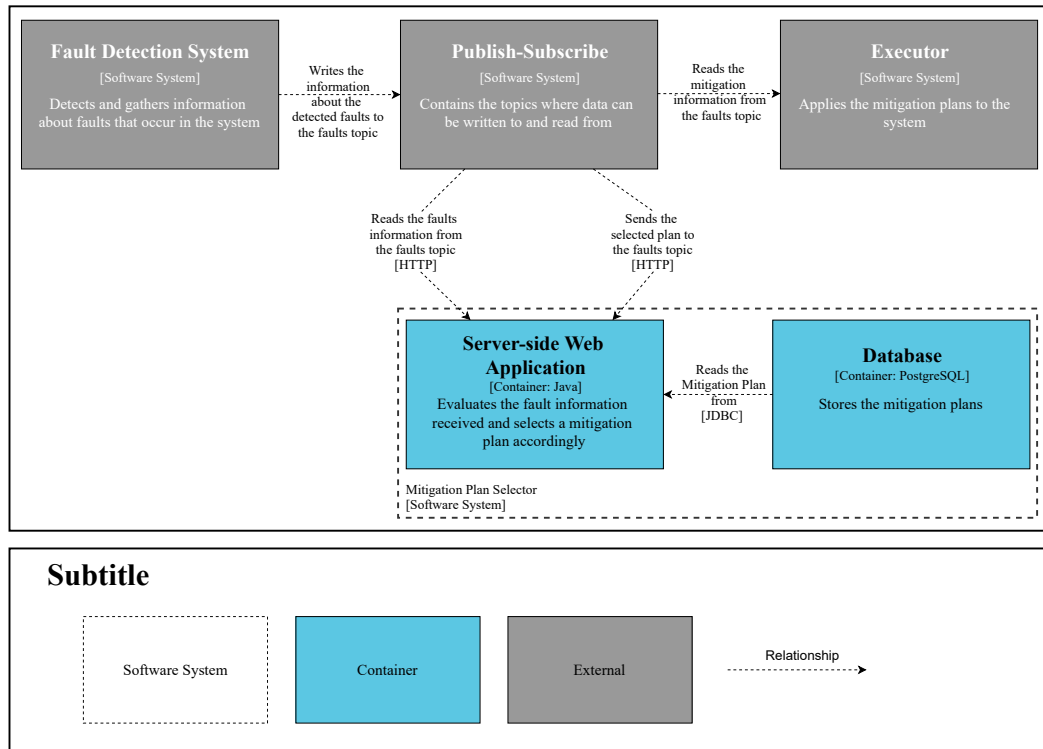 Fault Detection System
[Software System]
Detects and gathers information
about faults that occur in the system
Writes the
information
about the
detected faults to
the faults topic
Publish-Subscribe
[Software System]
Contains the topics where data can
be written to and read from
Reads the
mitigation
information from
the faults topic
Executor
[Software System]
Applies the mitigation plans to the
system
Reads the faults
information from
the faults topic
[HTTP]
Sends the
selected plan to
the faults topic
[HTTP]
Server-side Web
Application
[Container: Java]
Evaluates the fault information
received and selects a mitigation
plan accordingly
Reads the
Mitigation Plan
from
[JDBC]
Database
[Container: PostgreSQL]
Stores the mitigation plans
Mitigation Plan Selector
[Software System]
Subtitle
Software System
Container
External
Relationship